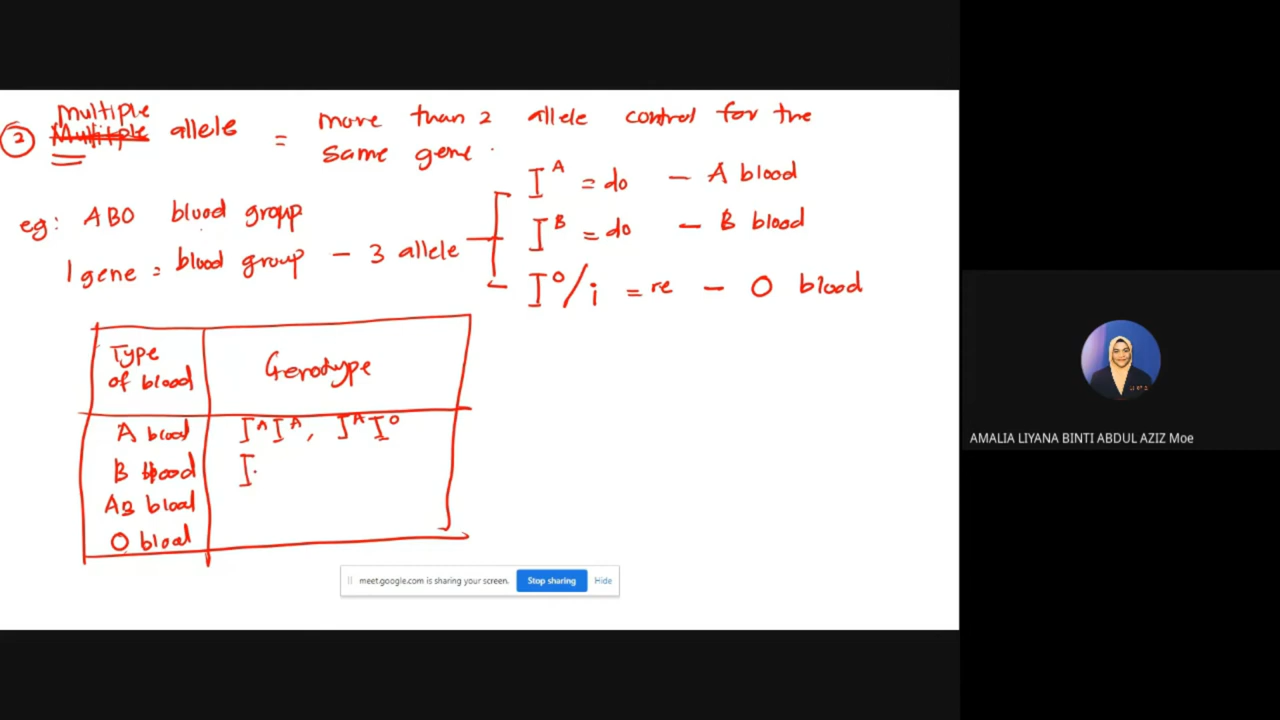 ② Multiple Multiple allele = more than 2 allele control for the same gene.
I^A = do – A blood
eg: ABO blood group
I^B = do – B blood
1 gene = blood group – 3 allele
I^O/i = re – O blood
Type of blood
Genotype
A blood I^A I^A, I^A I^O
B blood I
AB blood
O blood
meet.google.com is sharing your screen. Stop sharing Hide
AMALIA LIYANA BINTI ABDUL AZIZ Moe